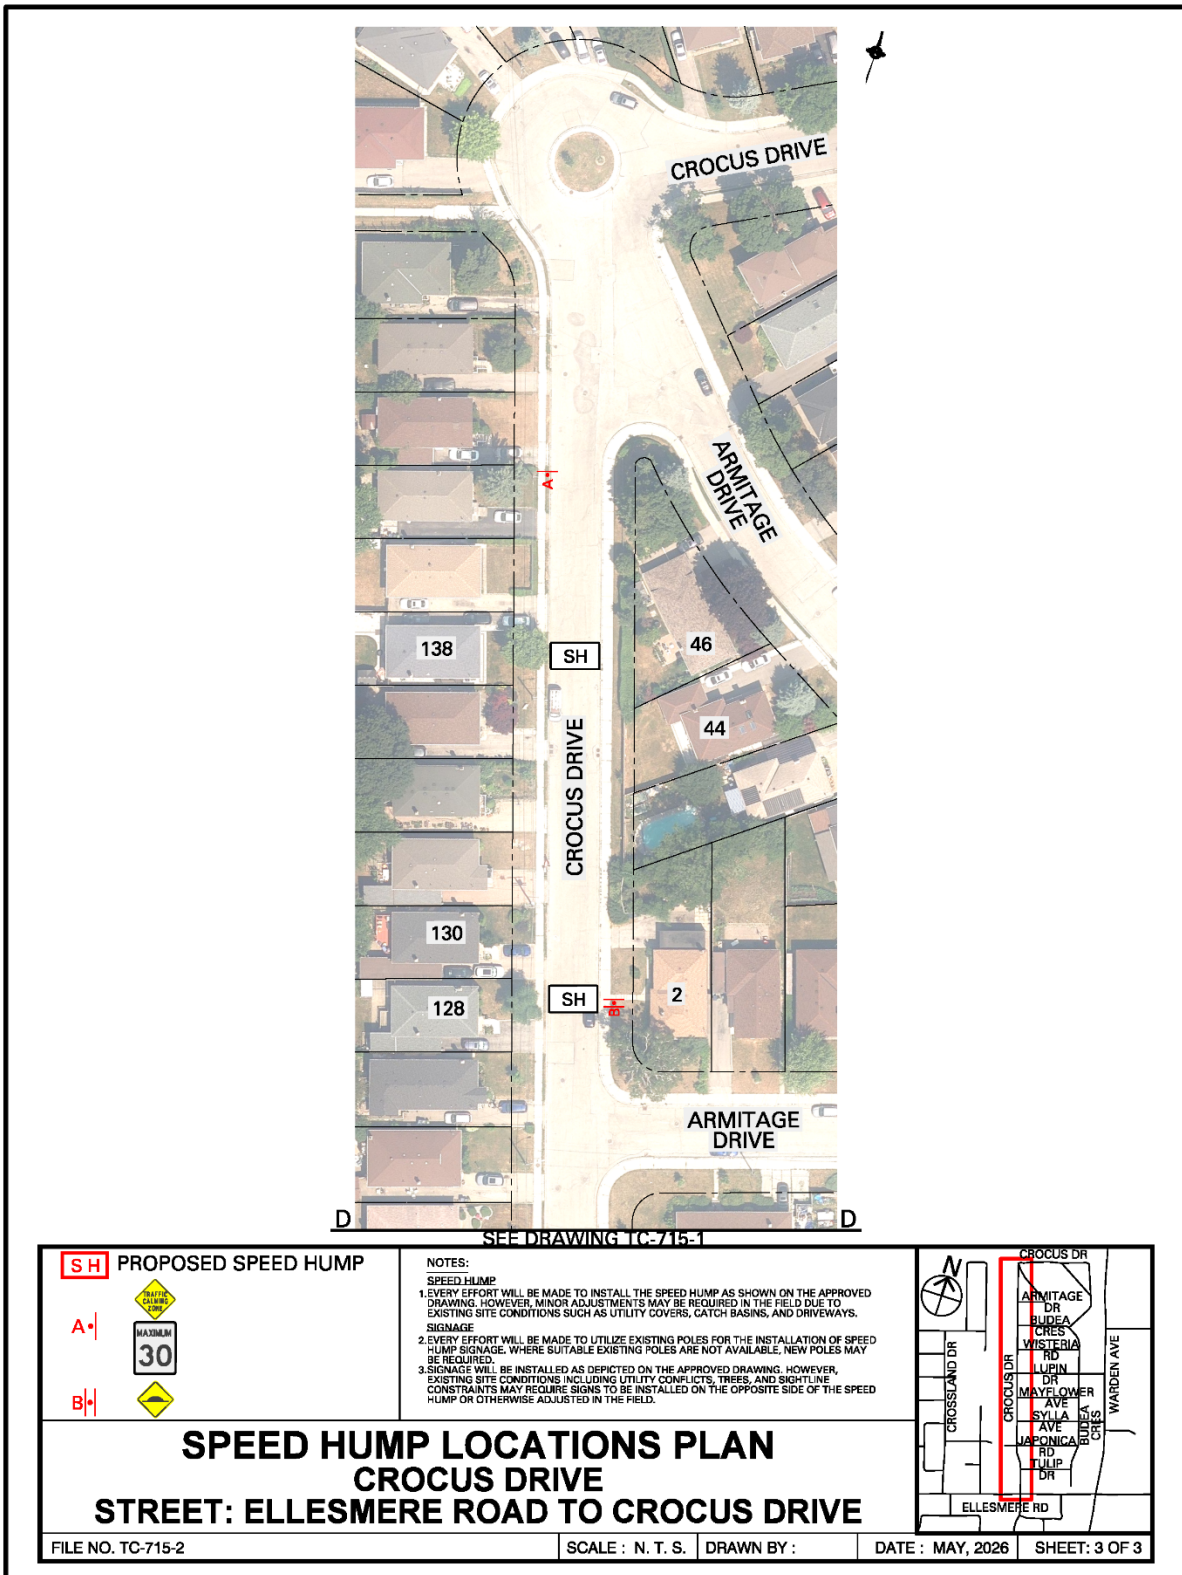 CROCUS DRIVE
ARMITAGE
DRIVE
A
138
SH
46
CROCUS DRIVE
44
130
SH
B
2
128
ARMITAGE
DRIVE
D
D
SEE DRAWING TC-715-1
SH PROPOSED SPEED HUMP
TRAFFIC
CALMING
ZONE
A
MAXIMUM
30
B
NOTES:
SPEED HUMP
1. EVERY EFFORT WILL BE MADE TO INSTALL THE SPEED HUMP AS SHOWN ON THE APPROVED
DRAWING. HOWEVER, MINOR ADJUSTMENTS MAY BE REQUIRED IN THE FIELD DUE TO
EXISTING SITE CONDITIONS SUCH AS UTILITY COVERS, CATCH BASINS, AND DRIVEWAYS.
SIGNAGE
2. EVERY EFFORT WILL BE MADE TO UTILIZE EXISTING POLES FOR THE INSTALLATION OF SPEED
HUMP SIGNAGE. WHERE SUITABLE EXISTING POLES ARE NOT AVAILABLE, NEW POLES MAY
BE REQUIRED.
3. SIGNAGE WILL BE INSTALLED AS DEPICTED ON THE APPROVED DRAWING. HOWEVER,
EXISTING SITE CONDITIONS INCLUDING UTILITY CONFLICTS, TREES, AND SIGHTLINE
CONSTRAINTS MAY REQUIRE SIGNS TO BE INSTALLED ON THE OPPOSITE SIDE OF THE SPEED
HUMP OR OTHERWISE ADJUSTED IN THE FIELD.
N
CROCUS DR
ARMITAGE
DR
BUDEA
CRES
WISTERIA
RD
LUPIN
DR
MAYFLOWER
AVE
SYLLA
AVE
JAPONICA
RD
TULIP
DR
CROSSLAND DR
CROCUS DR
BUDEA
CRES
WARDEN AVE
ELLESMERE RD
SPEED HUMP LOCATIONS PLAN
CROCUS DRIVE
STREET: ELLESMERE ROAD TO CROCUS DRIVE
FILE NO. TC-715-2
SCALE : N. T. S.
DRAWN BY :
DATE : MAY, 2026
SHEET: 3 OF 3